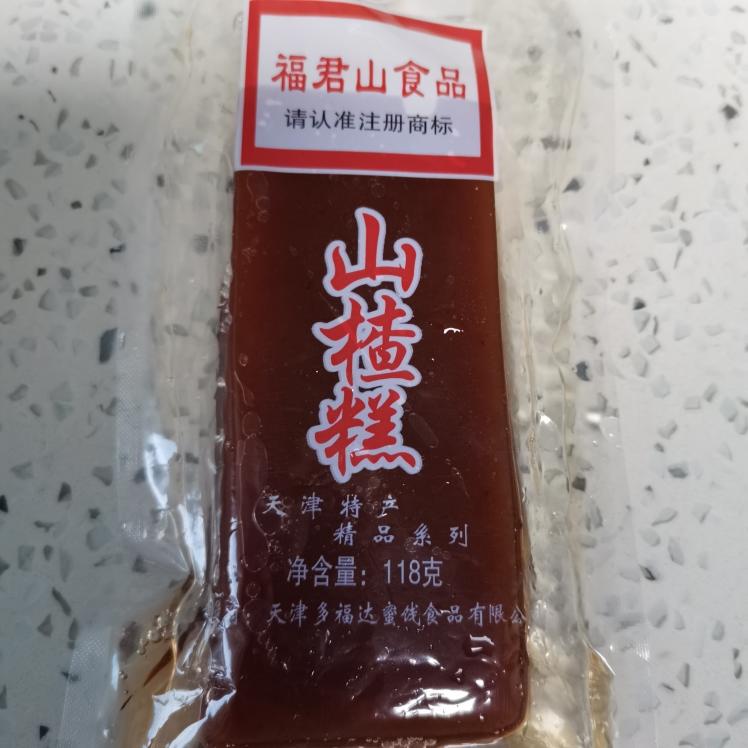 福君山食品
请认准注册商标
山楂糕
天津特产
精品系列
净含量：118克
天津多福达蜜饯食品有限公